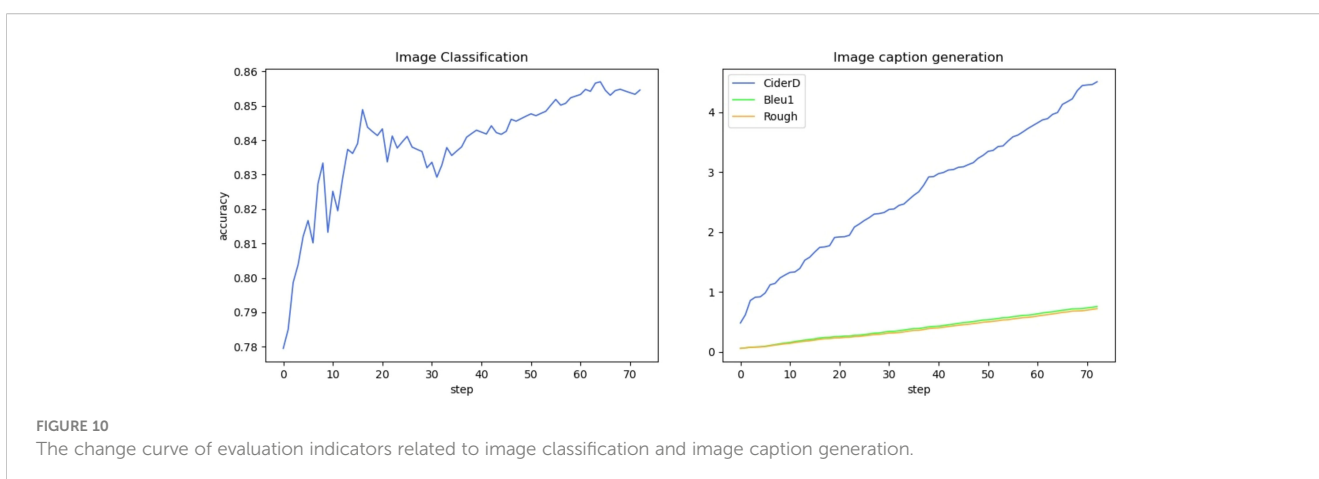 Image Classification
0.86
0.85
0.84
0.83
0.82
0.81
0.80
0.79
0.78
accuracy
0 10 20 30 40 50 60 70
step
Image caption generation
CiderD
Bleu1
Rough
4
3
2
1
0
0 10 20 30 40 50 60 70
step
FIGURE 10
The change curve of evaluation indicators related to image classification and image caption generation.